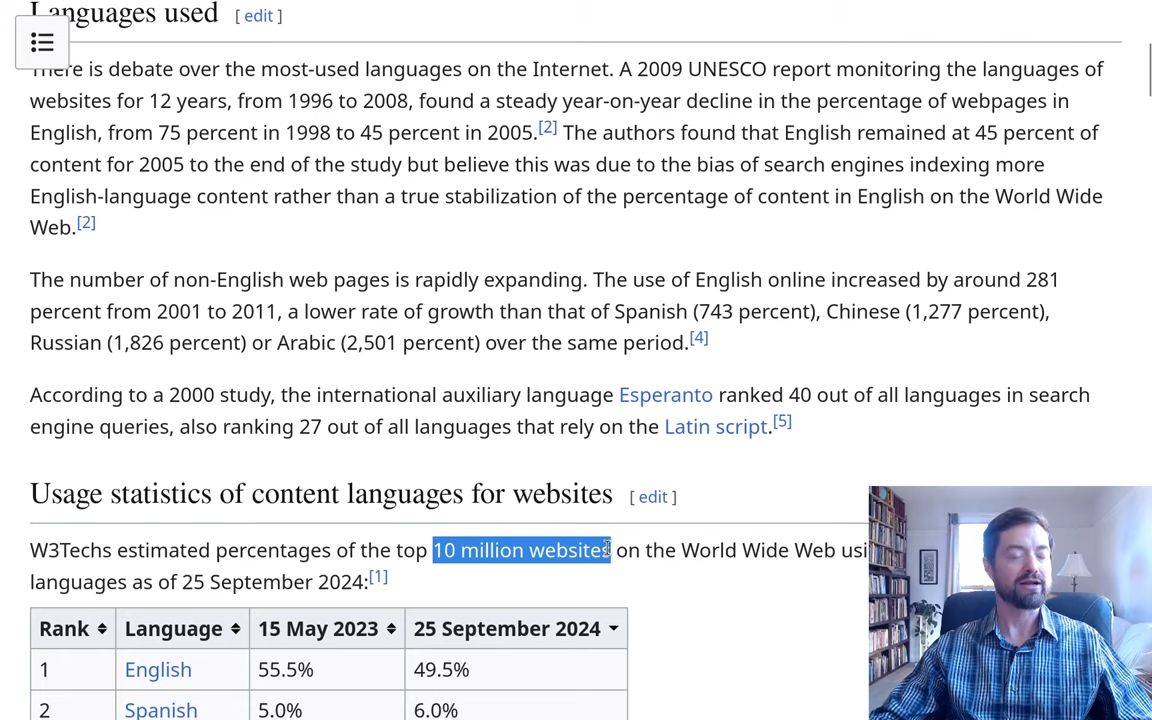 Languages used [ edit ]
There is debate over the most-used languages on the Internet. A 2009 UNESCO report monitoring the languages of
websites for 12 years, from 1996 to 2008, found a steady year-on-year decline in the percentage of webpages in
English, from 75 percent in 1998 to 45 percent in 2005.[2] The authors found that English remained at 45 percent of
content for 2005 to the end of the study but believe this was due to the bias of search engines indexing more
English-language content rather than a true stabilization of the percentage of content in English on the World Wide
Web.[2]
The number of non-English web pages is rapidly expanding. The use of English online increased by around 281
percent from 2001 to 2011, a lower rate of growth than that of Spanish (743 percent), Chinese (1,277 percent),
Russian (1,826 percent) or Arabic (2,501 percent) over the same period.[4]
According to a 2000 study, the international auxiliary language Esperanto ranked 40 out of all languages in search
engine queries, also ranking 27 out of all languages that rely on the Latin script.[5]
Usage statistics of content languages for websites [ edit ]
W3Techs estimated percentages of the top 10 million websites on the World Wide Web usi
languages as of 25 September 2024:[1]
Rank Language 15 May 2023 25 September 2024
1 English 55.5% 49.5%
2 Spanish 5.0% 6.0%